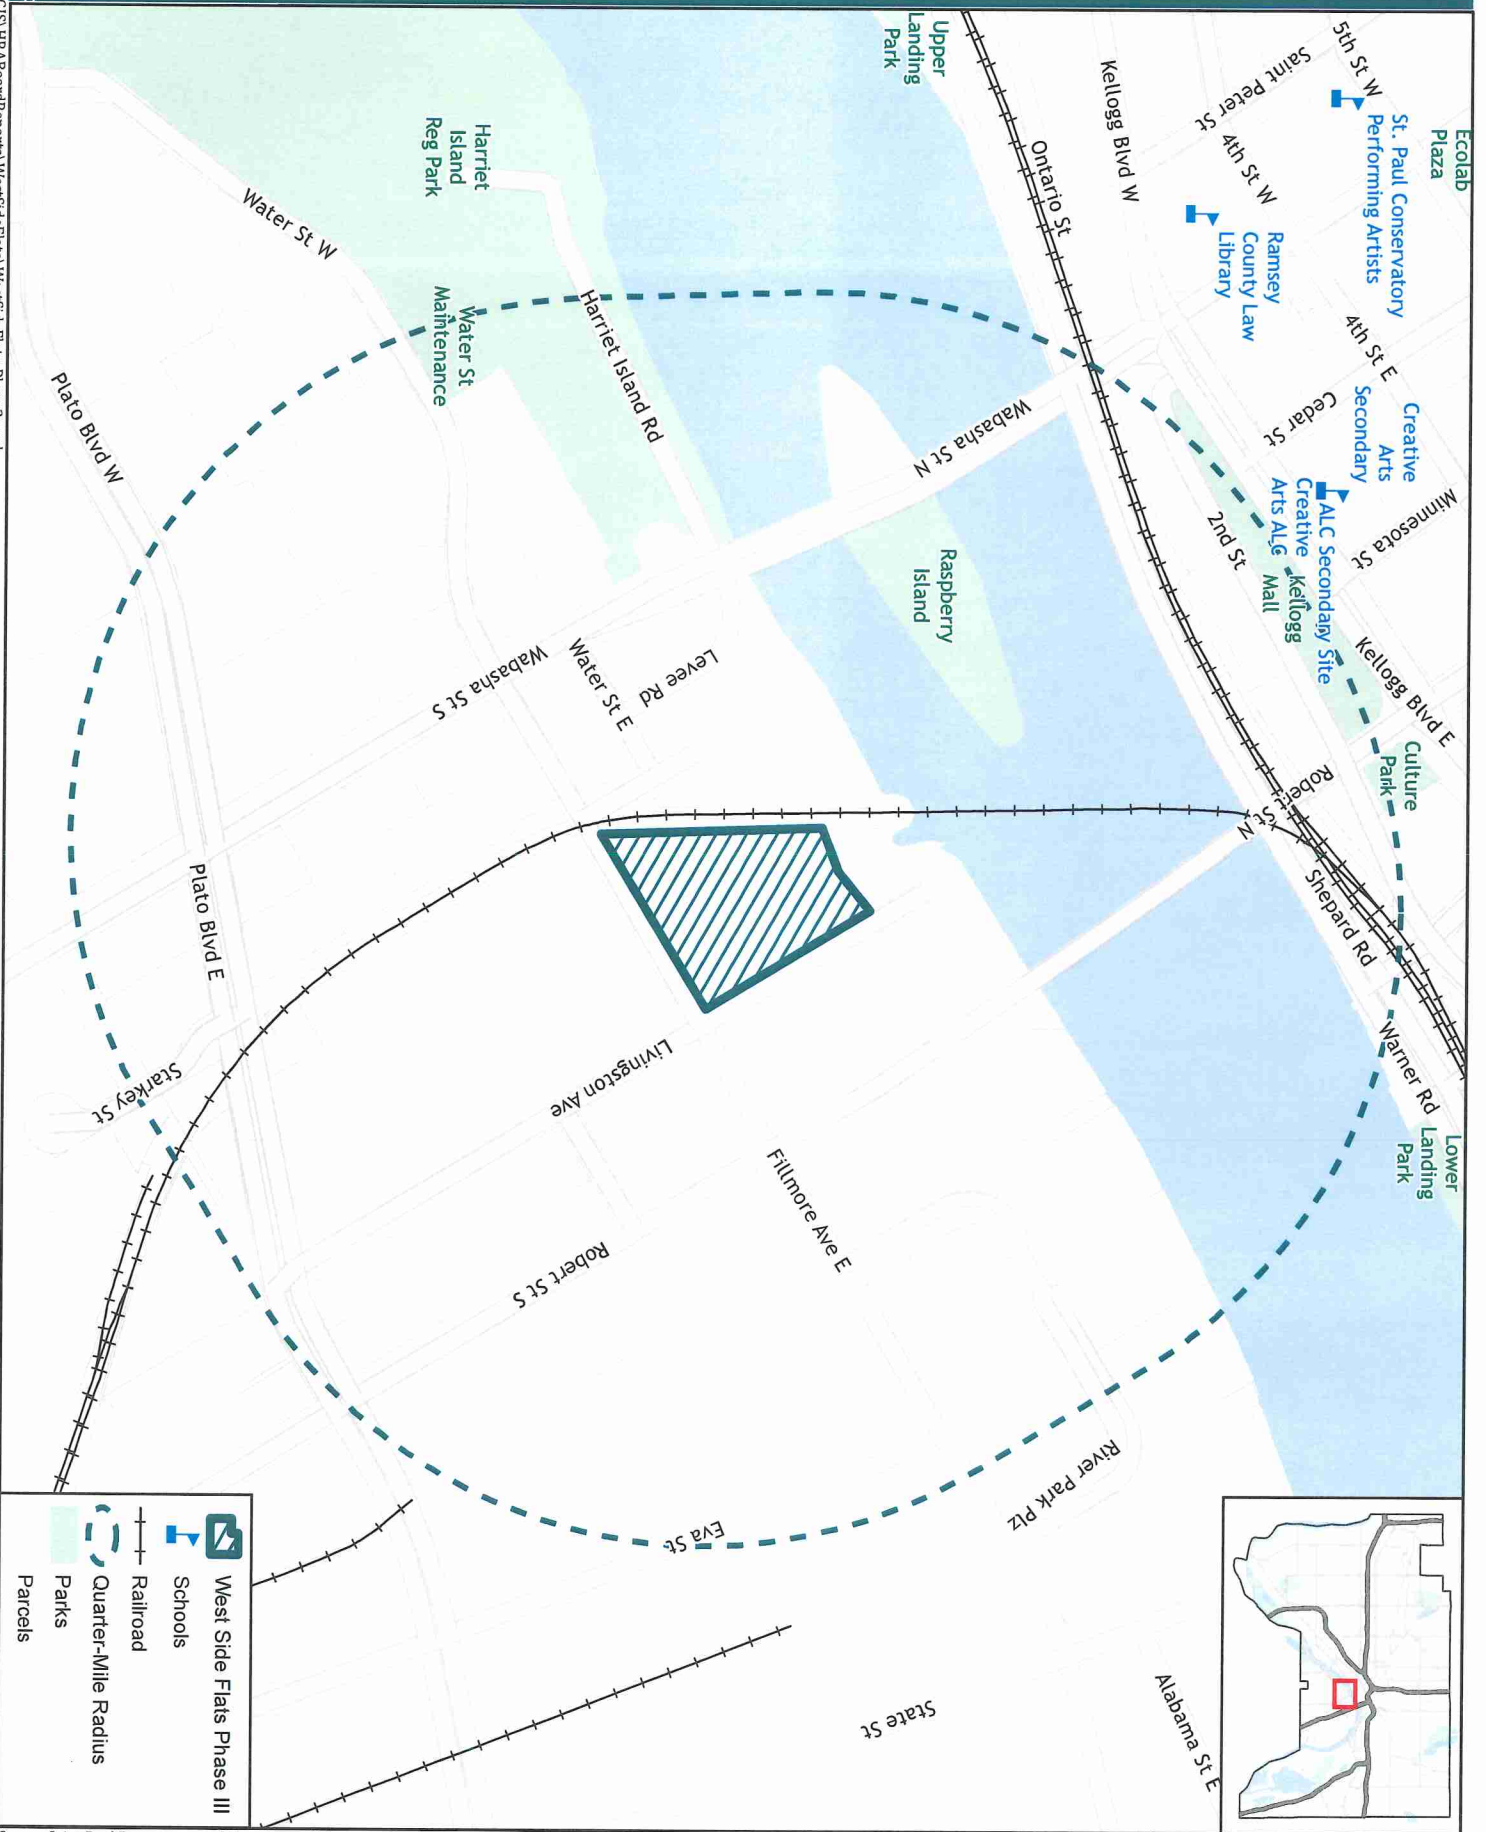 Ecolab
Plaza
5th St W
St. Paul Conservatory
Performing Artists
Saint Peter St
4th St W
Kellogg Blvd W
Ramsey
County Law
Library
Ontario St
Upper
Landing
Park
4th St E
Cedar St
Creative
Arts
Secondary
Minnesota St
ALC Secondary Site
Creative
Arts ALC
Kellogg
Mall
2nd St
Kellogg Blvd E
Culture
Park
Robert St N
Shepard Rd
Warner Rd
Lower
Landing
Park
Harriet
Island
Reg Park
Water St W
Water St
Maintenance
Harriet Island Rd
Wabasha St N
Raspberry
Island
Levee Rd
Water St E
Wabasha St S
Plato Blvd W
Plato Blvd E
Starkey St
Livingston Ave
Fillmore Ave E
Robert St S
River Park Plz
Eva St
State St
Alabama St E
West Side Flats Phase III
Schools
Railroad
Quarter-Mile Radius
Parks
Parcels